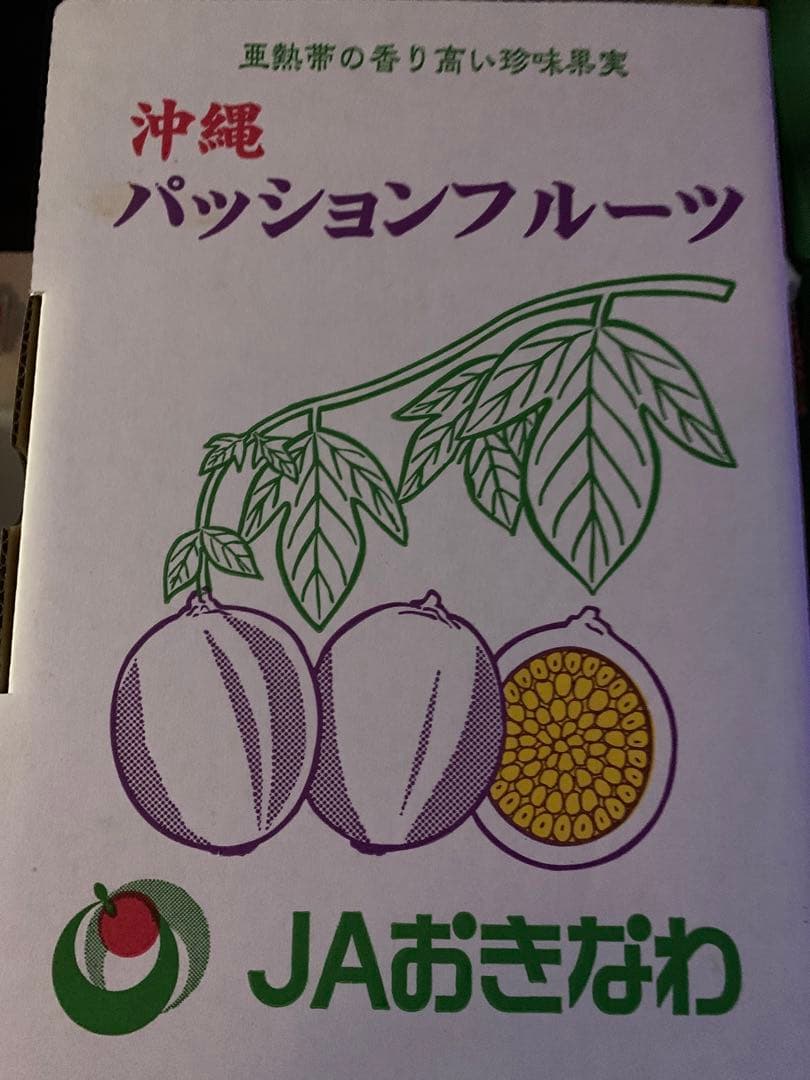 亜熱帯の香り高い珍味果実
沖縄
パッションフルーツ
JAおきなわ